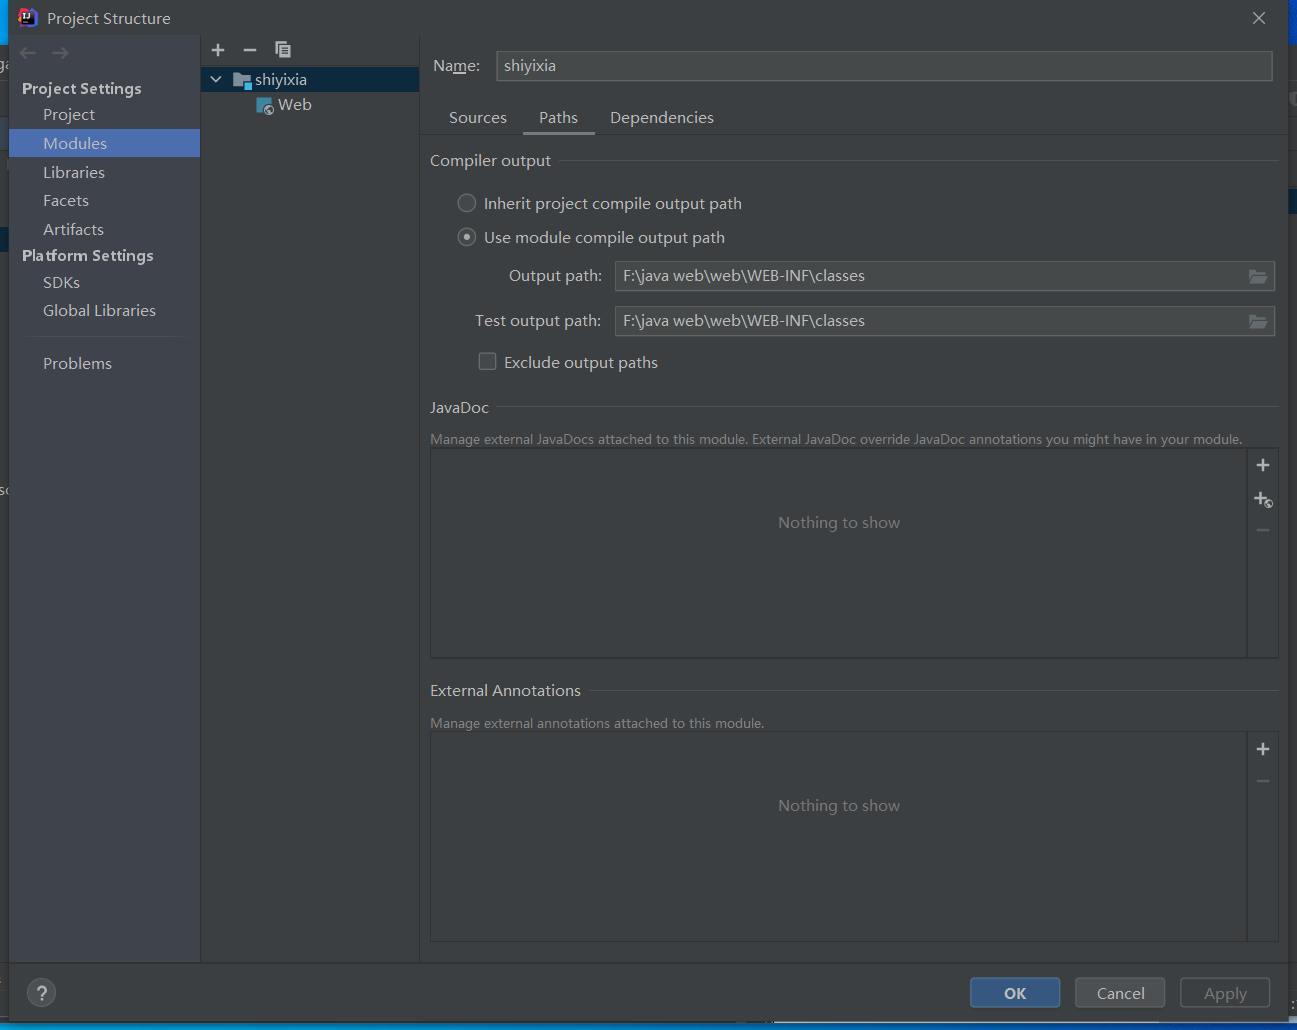 Project Structure
Project Settings
Project
Modules
Libraries
Facets
Artifacts
Platform Settings
SDKs
Global Libraries
Problems
shiyixia
Web
Name: shiyixia
Sources Paths Dependencies
Compiler output
Inherit project compile output path
Use module compile output path
Output path: F:\java web\web\WEB-INF\classes
Test output path: F:\java web\web\WEB-INF\classes
Exclude output paths
JavaDoc
Manage external JavaDocs attached to this module. External JavaDoc override JavaDoc annotations you might have in your module.
Nothing to show
External Annotations
Manage external annotations attached to this module.
Nothing to show
? OK Cancel Apply